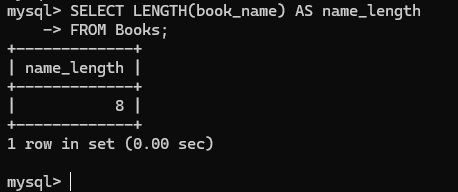 mysql> SELECT LENGTH(book_name) AS name_length
    -> FROM Books;
+-------------+
| name_length |
+-------------+
|           8 |
+-------------+
1 row in set (0.00 sec)

mysql>